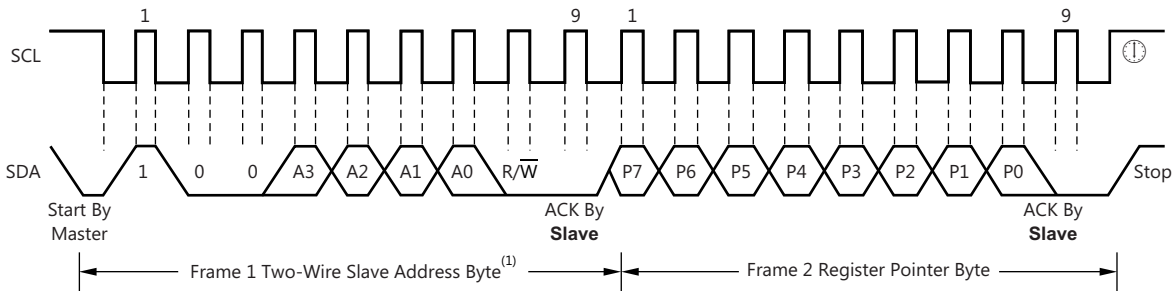 1 9 1 9
SCL
SDA 1 0 0 A3 A2 A1 A0 R/W̅ P7 P6 P5 P4 P3 P2 P1 P0 Stop
Start By ACK By ACK By
Master Slave Slave
Frame 1 Two-Wire Slave Address Byte(1) Frame 2 Register Pointer Byte